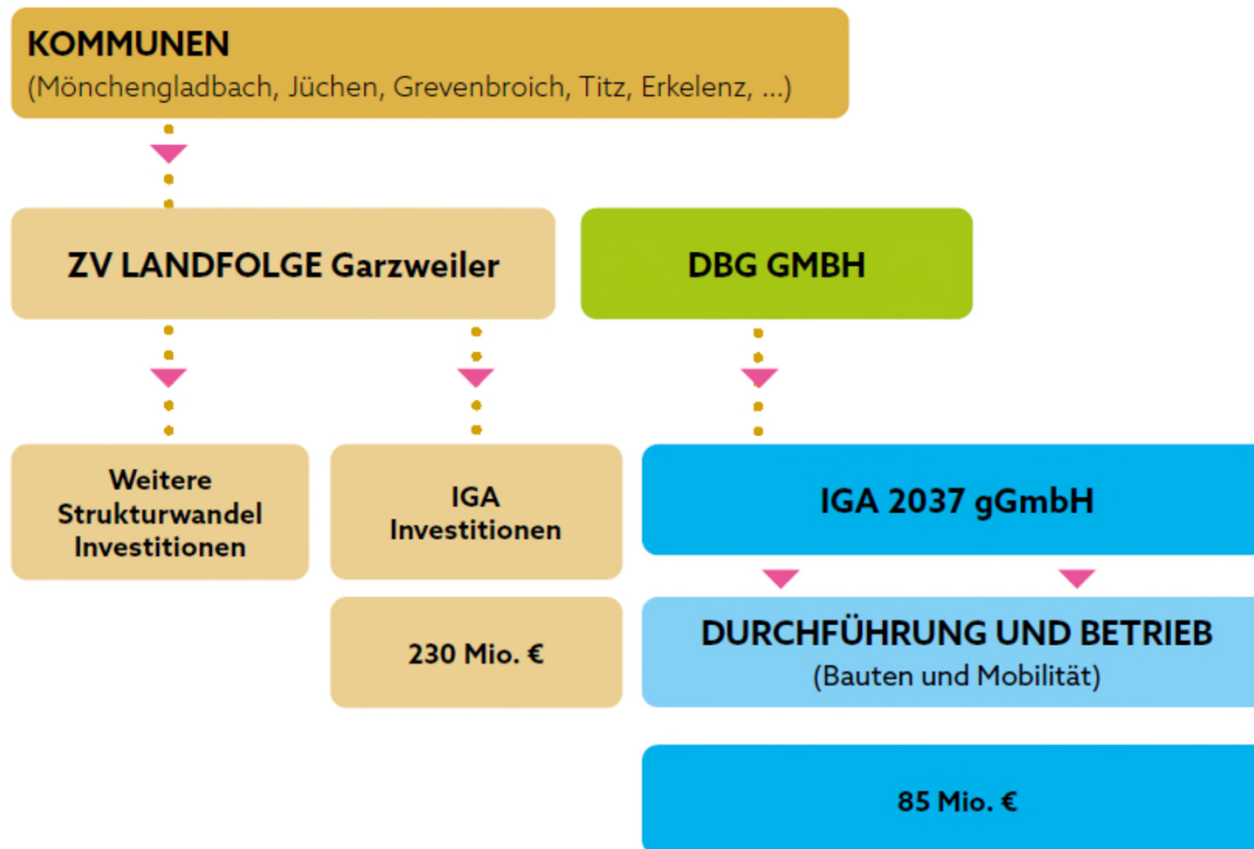 KOMMUNEN
(Mönchengladbach, Jüchen, Grevenbroich, Titz, Erkelenz, ...)
ZV LANDFOLGE Garzweiler
DBG GMBH
Weitere
Strukturwandel
Investitionen
IGA
Investitionen
IGA 2037 gGmbH
230 Mio. €
DURCHFÜHRUNG UND BETRIEB
(Bauten und Mobilität)
85 Mio. €